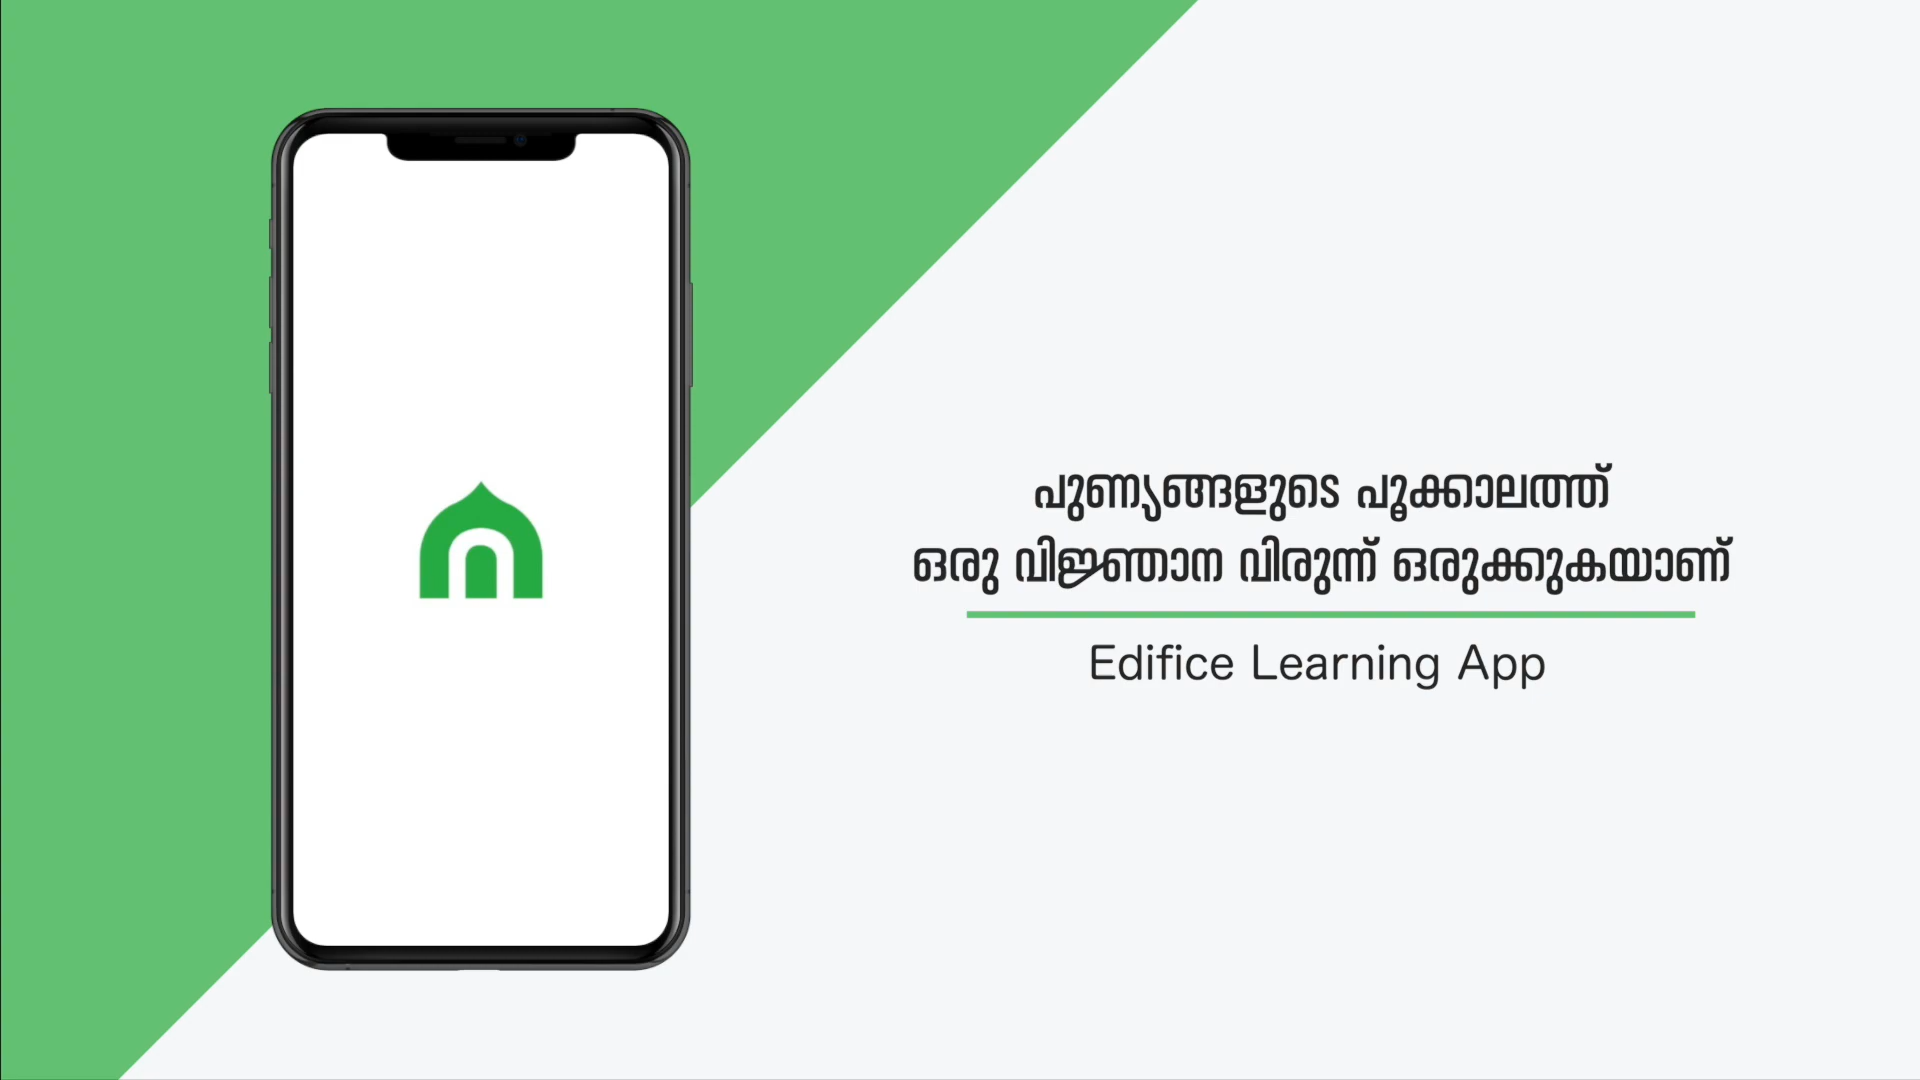 പുണ്യങ്ങളുടെ പൂക്കാലത്ത്
ഒരു വിജ്ഞാന വിരുന്ന് ഒരുക്കുകയാണ്
Edifice Learning App